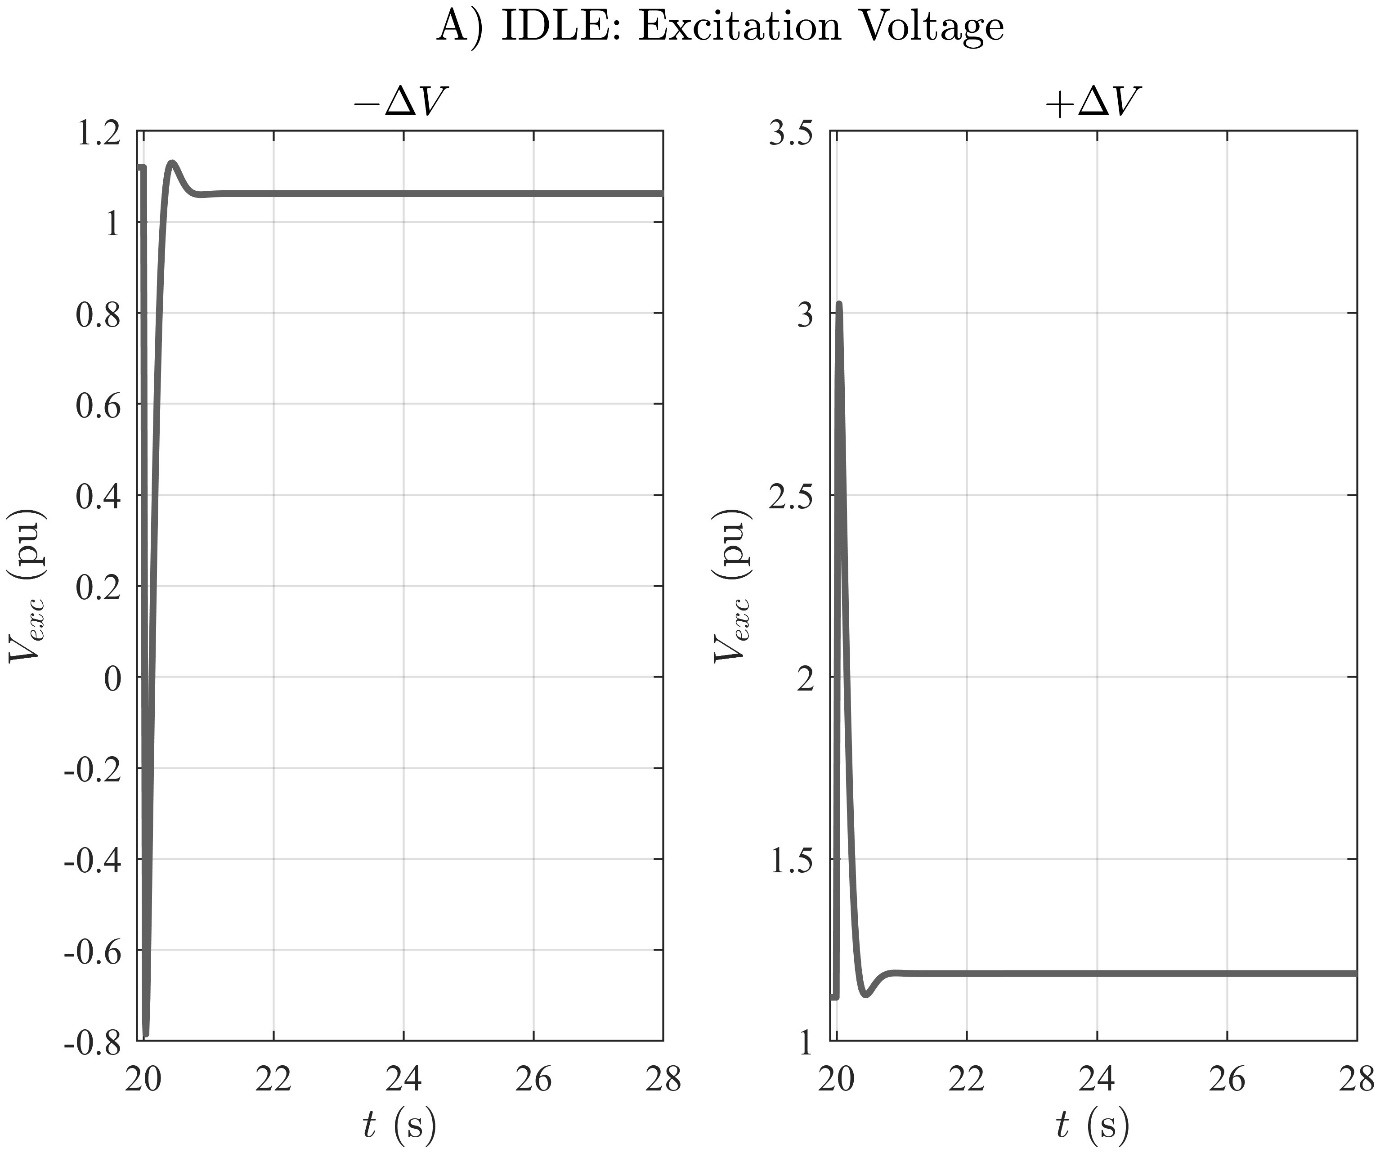 A) IDLE: Excitation Voltage
−ΔV
1.2
1
0.8
0.6
0.4
0.2
0
-0.2
-0.4
-0.6
-0.8
V_exc (pu)
20 22 24 26 28
t (s)
+ΔV
3.5
3
2.5
2
1.5
1
V_exc (pu)
20 22 24 26 28
t (s)